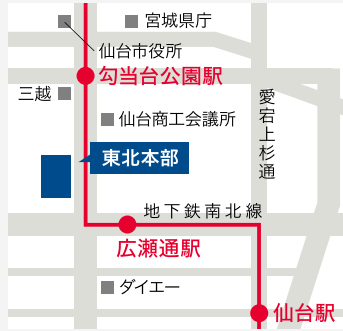 宮城県庁
仙台市役所
勾当台公園駅
三越
愛宕上杉通
仙台商工会議所
東北本部
地下鉄南北線
広瀬通駅
ダイエー
仙台駅